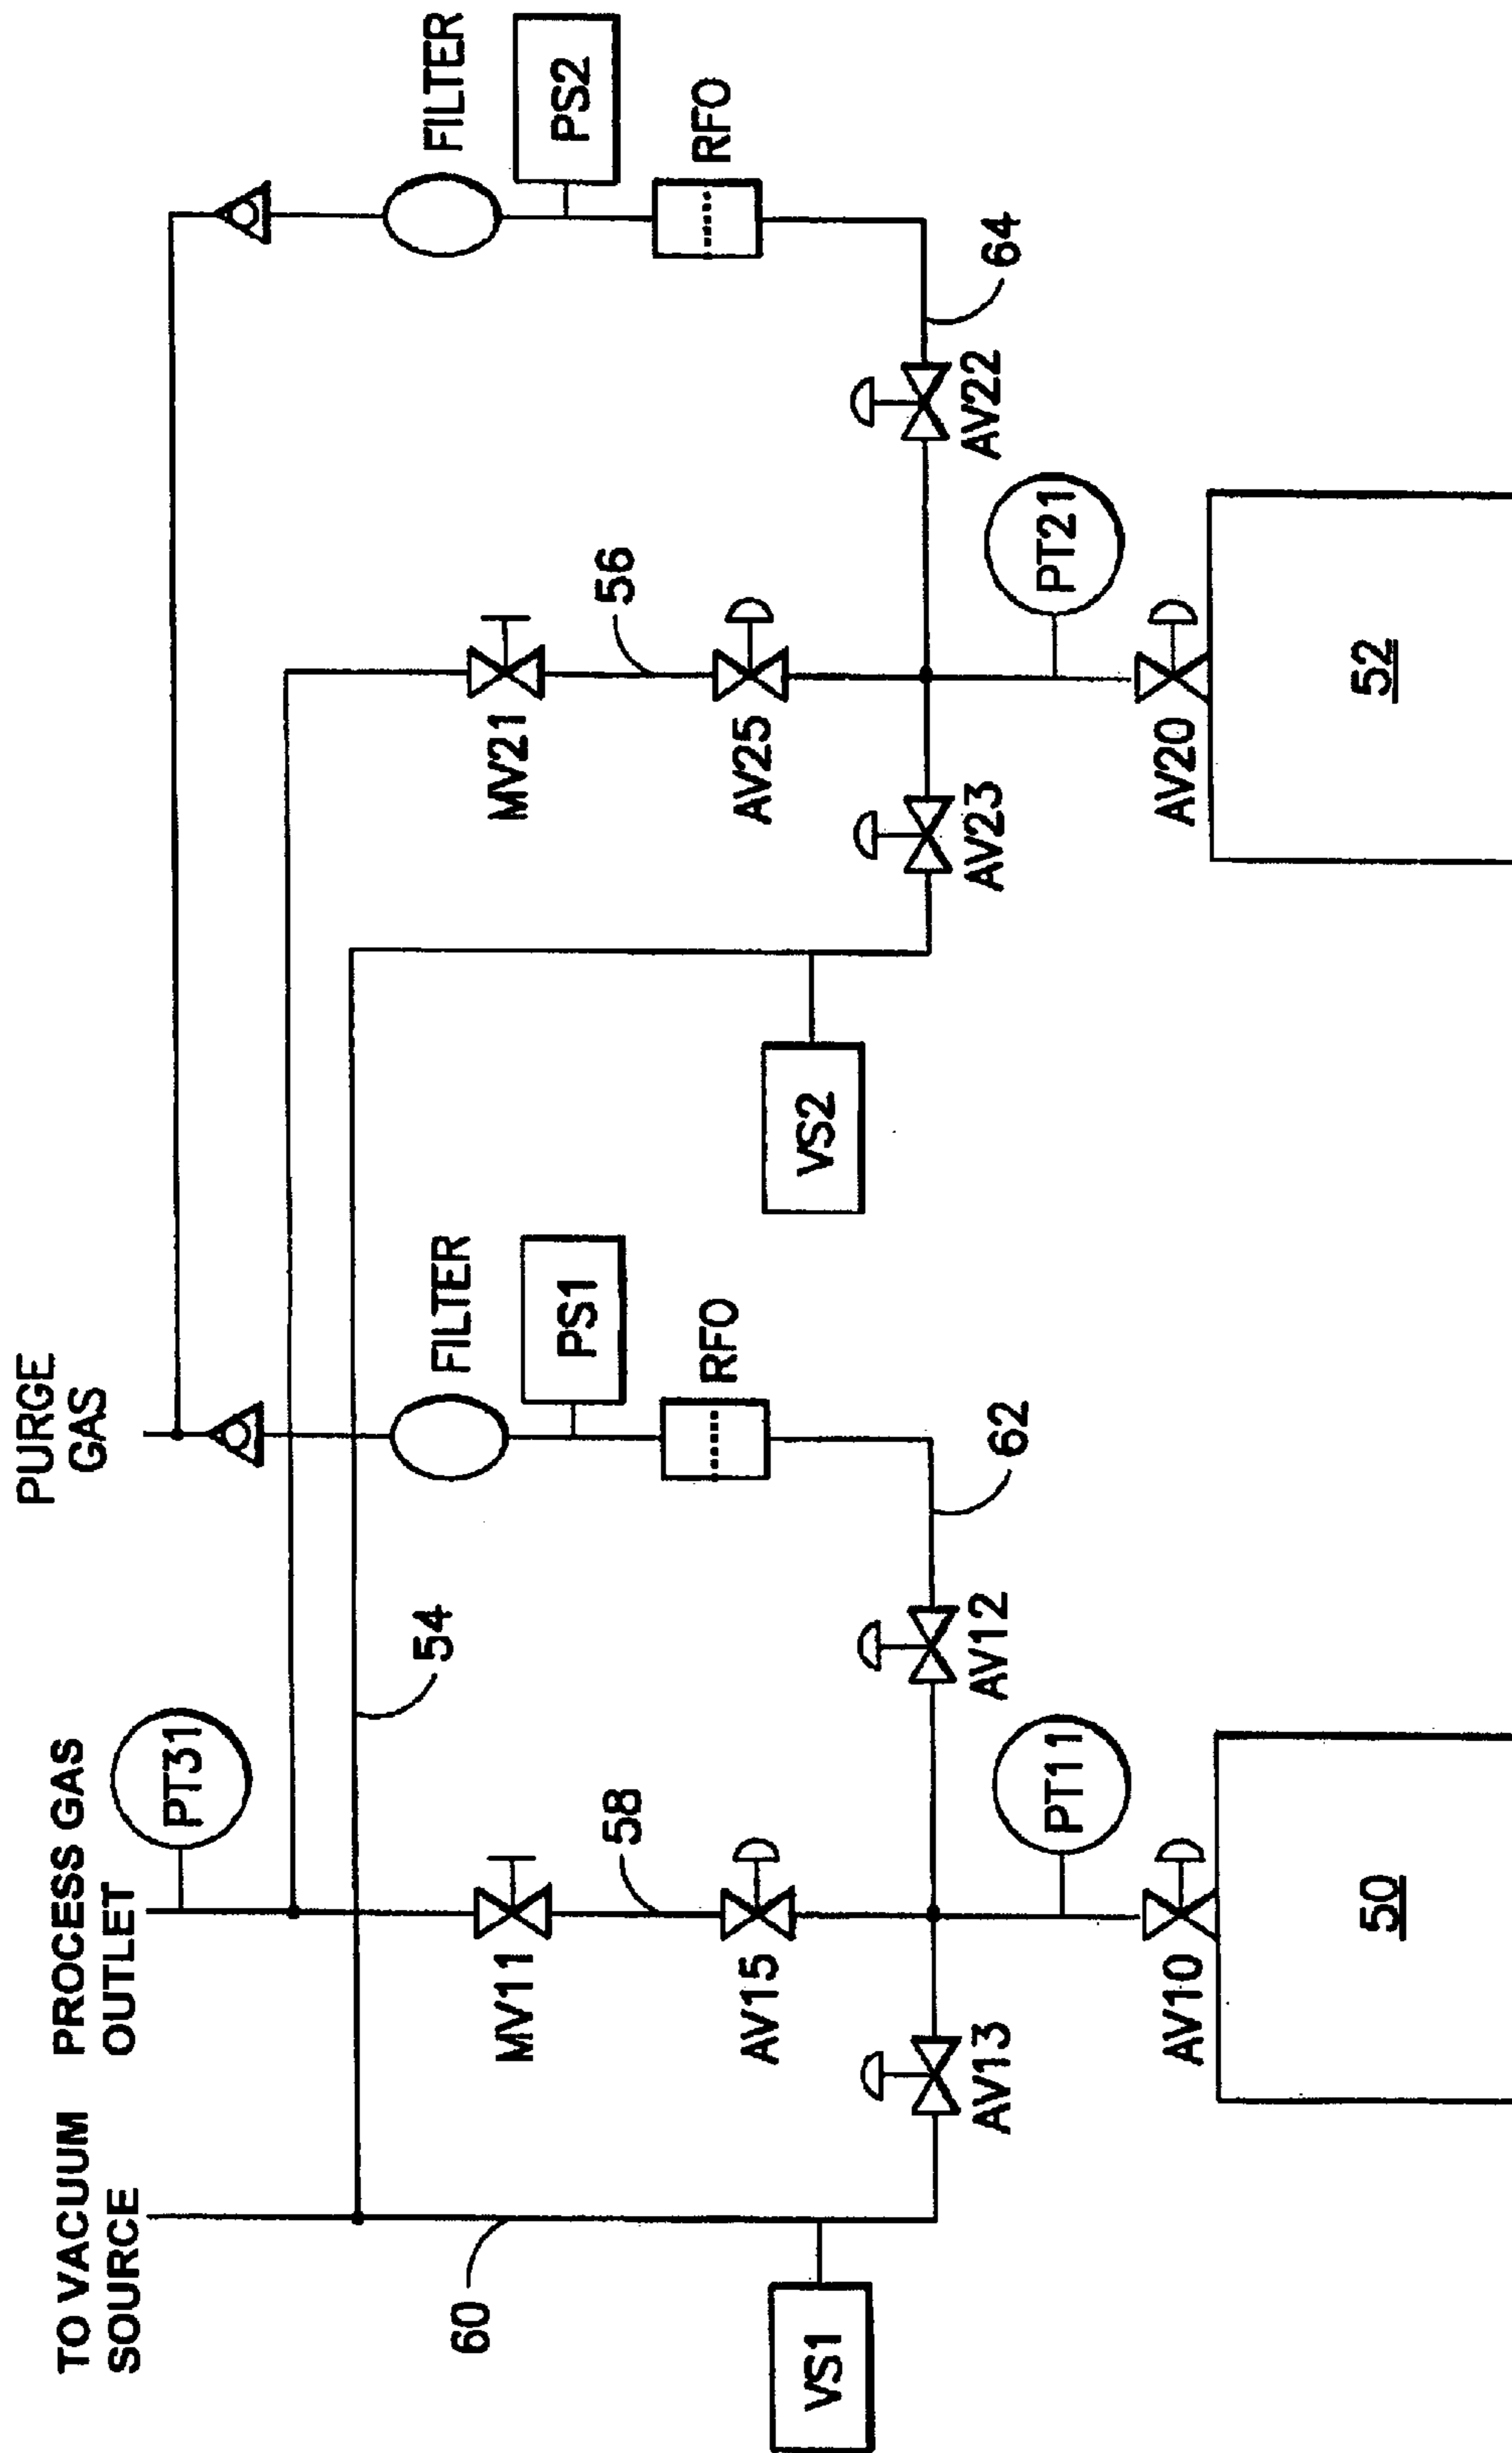 TO VACUUM
SOURCE
PROCESS GAS
OUTLET
PURGE
GAS
PT31
54
60
MV11
58
AV15
VS1
AV13
AV12
62
FILTER
PS1
RFO
PT11
AV10
50
MV21
56
AV25
VS2
AV23
AV22
64
FILTER
PS2
RFO
PT21
AV20
52